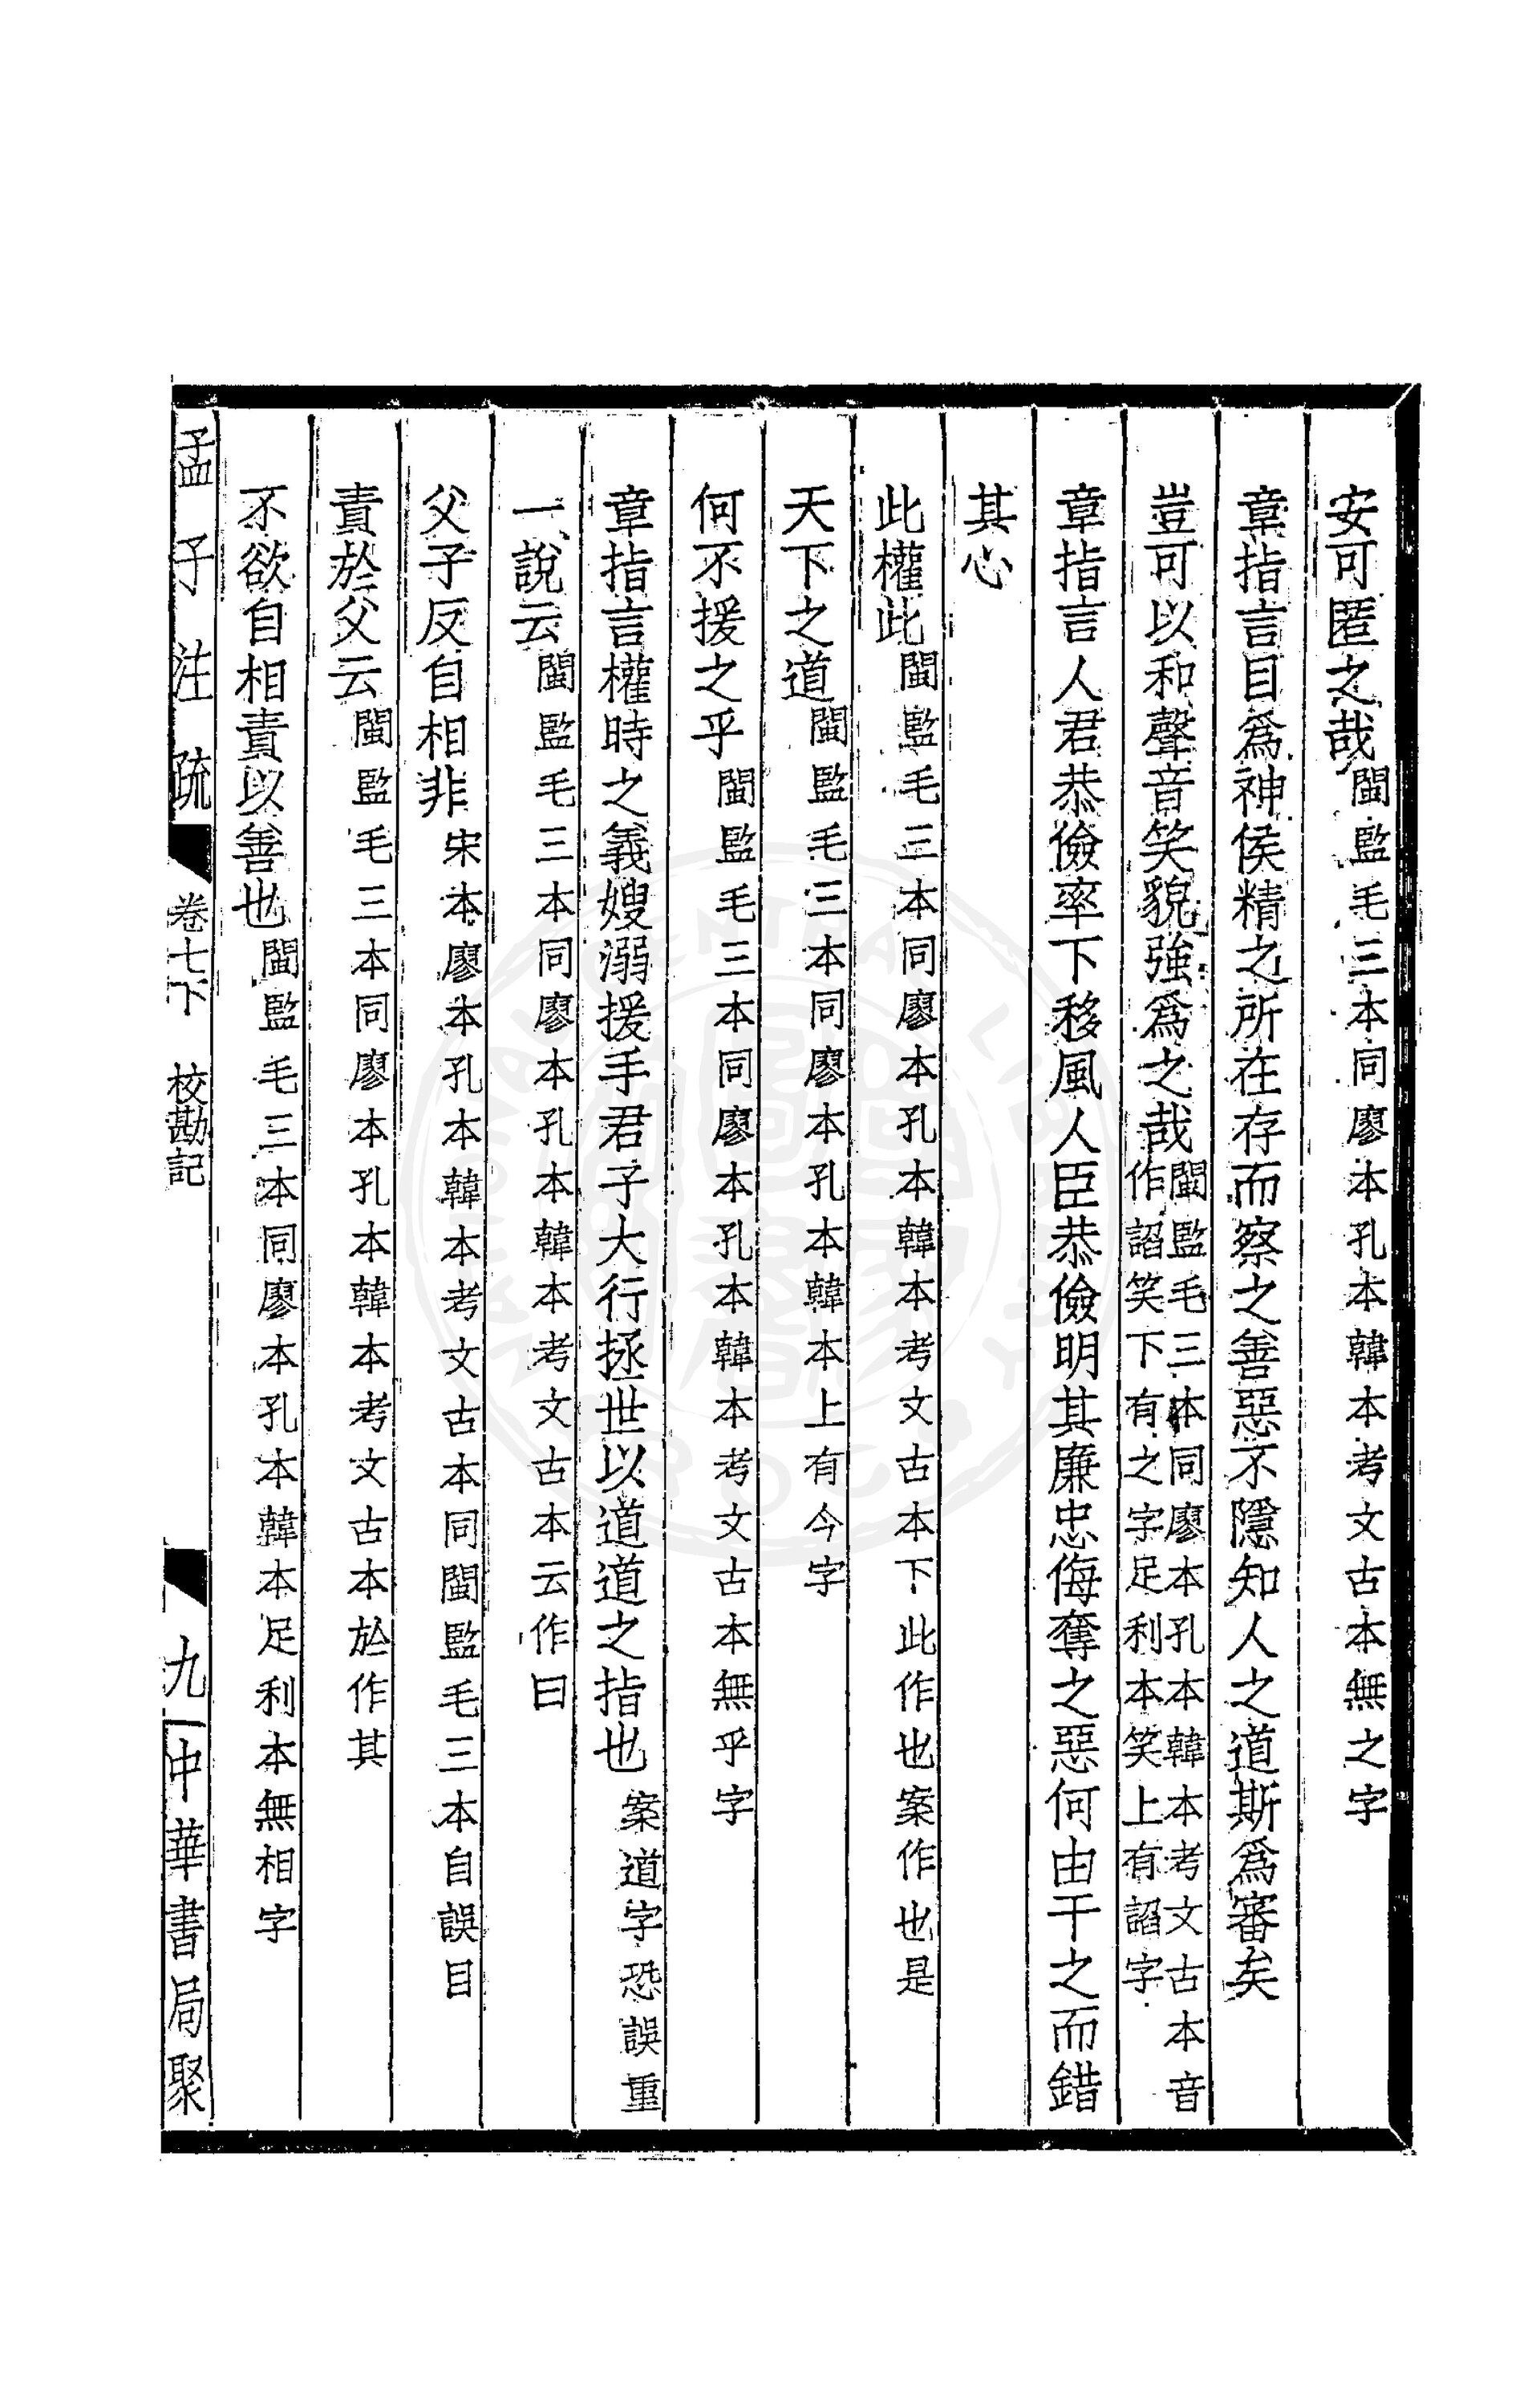 安可匿之哉閩監毛三本同廖本孔本韓本考文古本無之字
章指言目爲神侯精之所在存而察之善惡不隱知人之道斯爲審矣
豈可以和聲音笑貌強爲之哉閩監毛三本同廖本孔本韓本考文古本音
作諂笑下有之字足利本笑上有諂字
章指言人君恭儉率下移風人臣恭儉明其廉忠侮奪之惡何由干之而錯
其心
此權此閩監毛三本同廖本孔本韓本考文古本下此作也案作也是
天下之道閩監毛三本同廖本孔本韓本上有今字
何不援之乎閩監毛三本同廖本孔本韓本考文古本無乎字
章指言權時之義嫂溺援手君子大行拯世以道道之指也案道字恐誤重
一說云閩監毛三本同廖本孔本韓本考文古本云作曰
父子反自相非宋本廖本孔本韓本考文古本同閩監毛三本自誤目
責於父云閩監毛三本同廖本孔本韓本考文古本於作其
不欲自相責以善也閩監毛三本同廖本孔本韓本足利本無相字
孟子注疏 卷七下 校勘記 九 中華書局聚